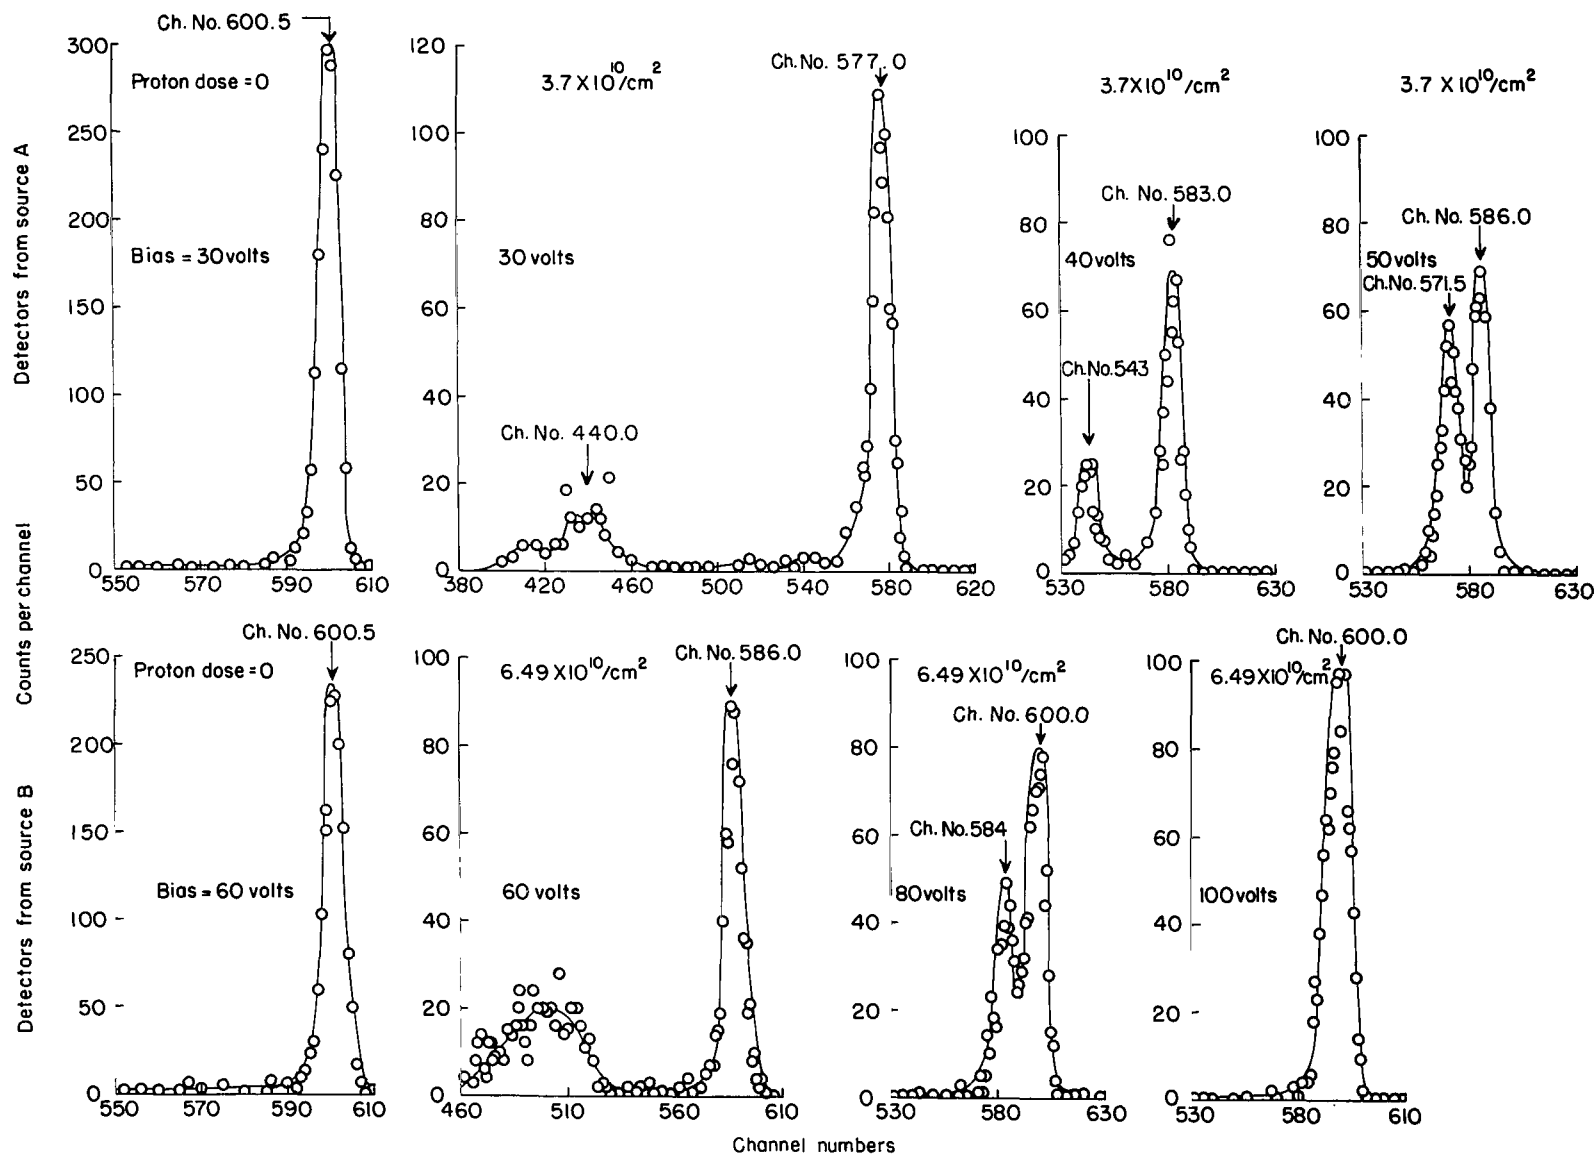 Ch. No. 600.5
Proton dose = 0
Bias = 30 volts
300
250
200
150
100
50
0
550 570 590 610
3.7 X 10^10/cm^2
Ch. No. 577.0
30 volts
Ch. No. 440.0
120
100
80
60
40
20
0
380 420 460 500 540 580 620
3.7 X 10^10/cm^2
Ch. No. 583.0
40 volts
Ch. No. 543
100
80
60
40
20
0
530 580 630
3.7 X 10^10/cm^2
Ch. No. 586.0
50 volts
Ch. No. 571.5
100
80
60
40
20
0
530 580 630
Detectors from source A
Counts per channel
Detectors from source B
Ch. No. 600.5
Proton dose = 0
Bias = 60 volts
250
200
150
100
50
0
550 570 590 610
6.49 X 10^10/cm^2
Ch. No. 586.0
60 volts
100
80
60
40
20
0
460 510 560 610
6.49 X 10^10/cm^2
Ch. No. 600.0
Ch. No. 584
80 volts
100
80
60
40
20
0
530 580 630
Ch. No. 600.0
6.49 X 10^10/cm^2
100 volts
100
80
60
40
20
0
530 580 610
Channel numbers